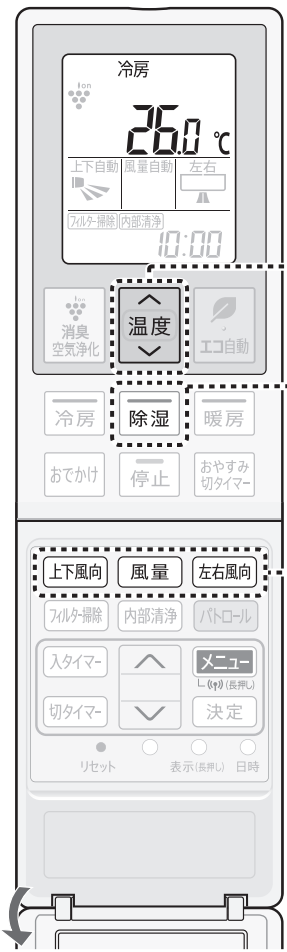 冷房
Ion
26.0 ℃
上下自動 風量自動 左右
フィルター掃除 内部清浄
10:00
Ion
消臭
空気浄化
温度
エコ自動
冷房 除湿 暖房
おでかけ 停止 おやすみ
切タイマー
上下風向 風量 左右風向
フィルター掃除 内部清浄 パトロール
入タイマー メニュー
(長押し)
切タイマー 決定
リセット 表示(長押し) 日時